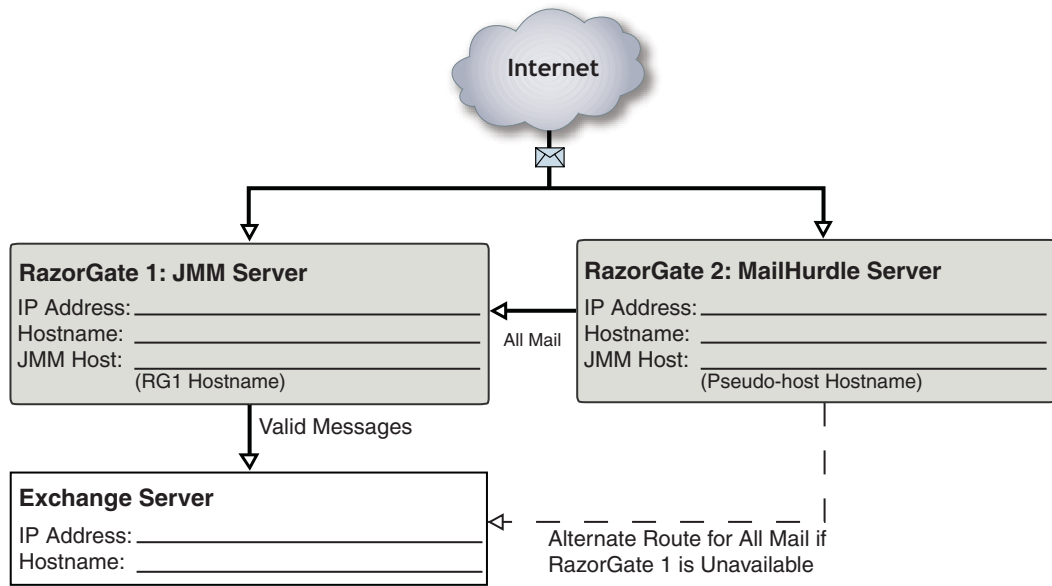 Internet
RazorGate 1: JMM Server
IP Address:
Hostname:
JMM Host:
(RG1 Hostname)
All Mail
RazorGate 2: MailHurdle Server
IP Address:
Hostname:
JMM Host:
(Pseudo-host Hostname)
Valid Messages
Exchange Server
IP Address:
Hostname:
Alternate Route for All Mail if
RazorGate 1 is Unavailable